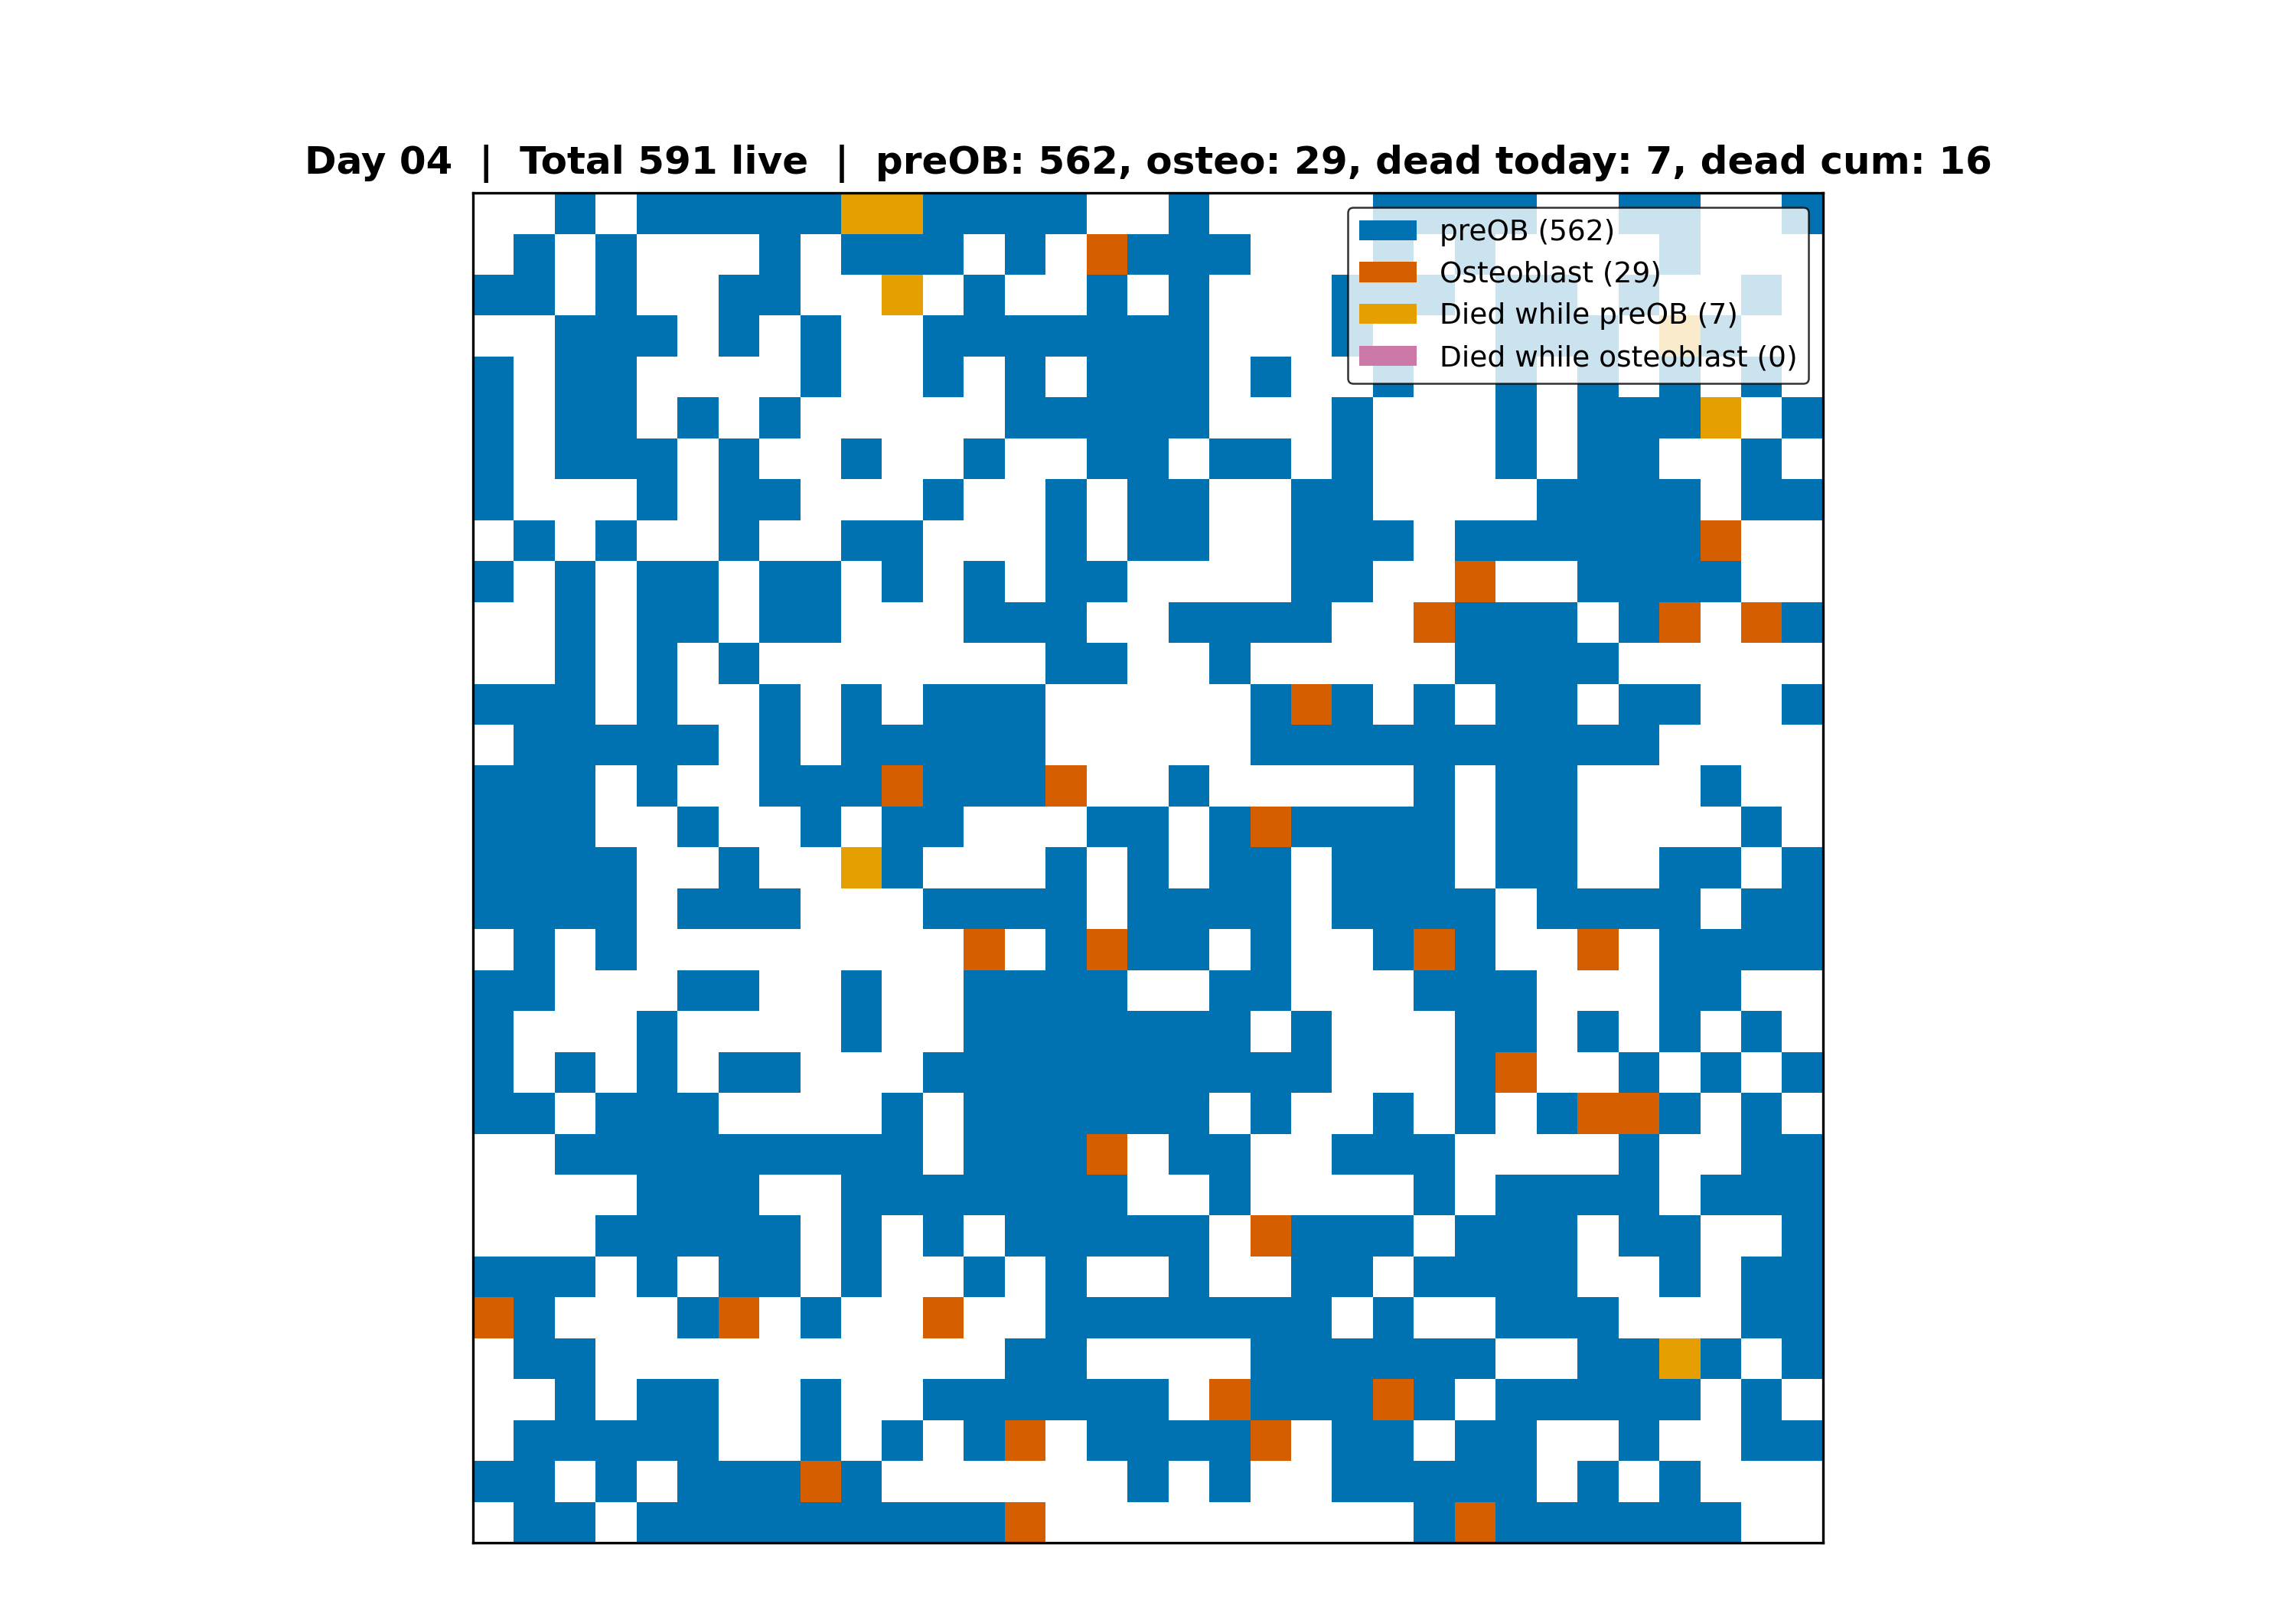 Day 04 | Total 591 live | preOB: 562, osteo: 29, dead today: 7, dead cum: 16
preOB (562)
Osteoblast (29)
Died while preOB (7)
Died while osteoblast (0)